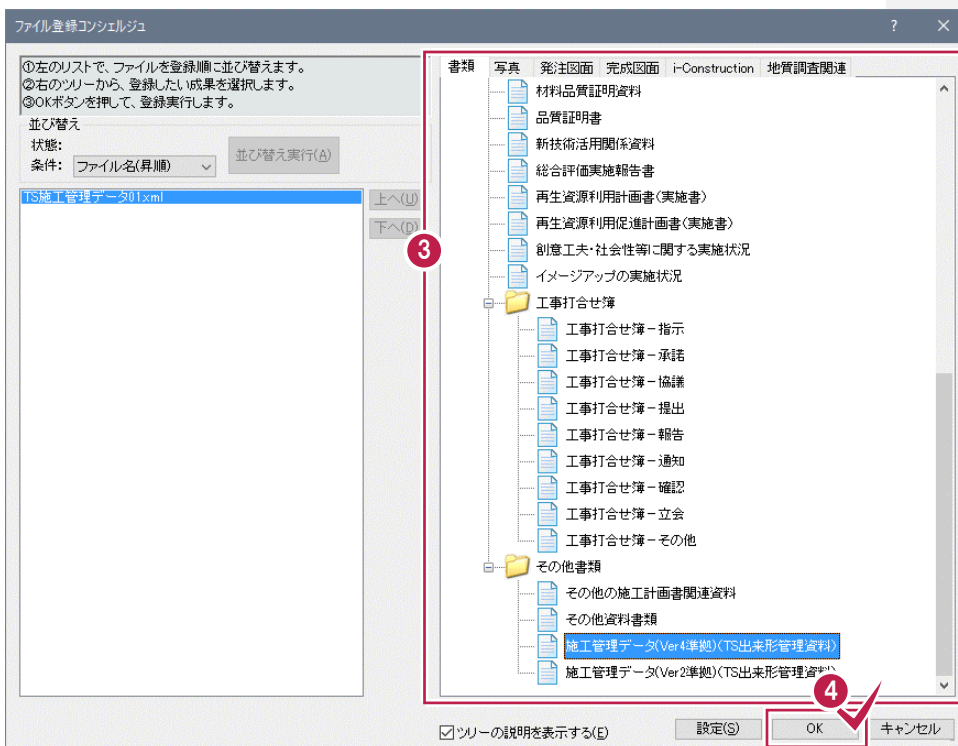 ファイル登録コンシェルジュ
①左のリストで、ファイルを登録順に並び替えます。
②右のツリーから、登録したい成果を選択します。
③OKボタンを押して、登録実行します。
並び替え
状態:
条件: ファイル名(昇順)
並び替え実行(A)
TS施工管理データ01xml
上へ(U)
下へ(D)
3
書類 写真 発注図面 完成図面 i-Construction 地質調査関連
材料品質証明資料
品質証明書
新技術活用関係資料
総合評価実施報告書
再生資源利用計画書(実施書)
再生資源利用促進計画書(実施書)
創意工夫・社会性等に関する実施状況
イメージアップの実施状況
工事打合せ簿
工事打合せ簿-指示
工事打合せ簿-承諾
工事打合せ簿-協議
工事打合せ簿-提出
工事打合せ簿-報告
工事打合せ簿-通知
工事打合せ簿-確認
工事打合せ簿-立会
工事打合せ簿-その他
その他書類
その他の施工計画書関連資料
その他資料書類
施工管理データ(Ver4準拠)(TS出来形管理資料)
施工管理データ(Ver2準拠)(TS出来形管理資料)
4
ツリーの説明を表示する(E)
設定(S)
OK
キャンセル